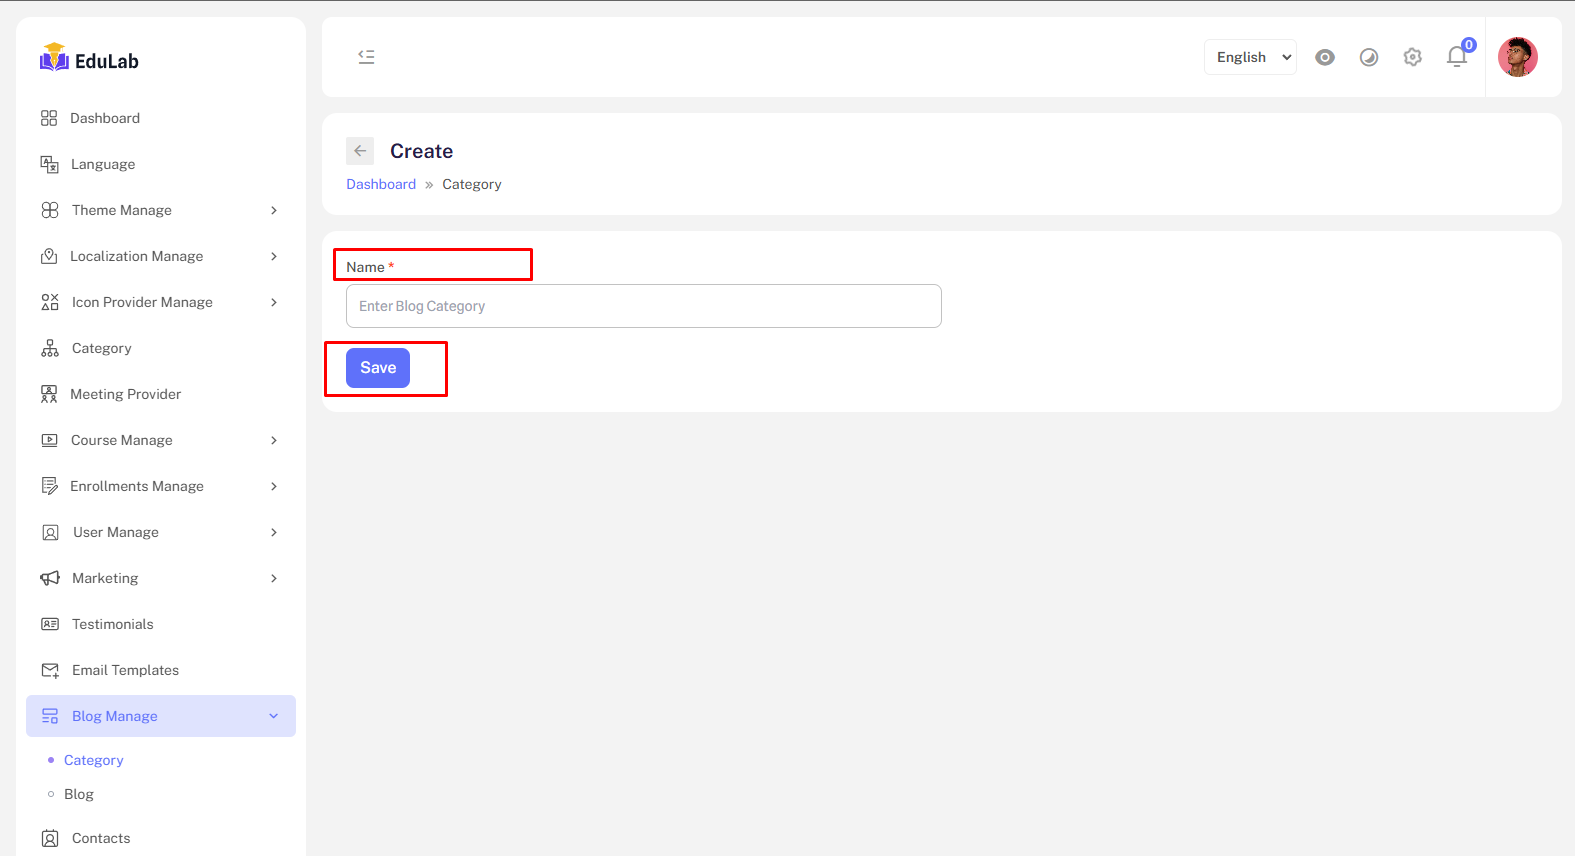 EduLab
Dashboard
Language
Theme Manage
Localization Manage
Icon Provider Manage
Category
Meeting Provider
Course Manage
Enrollments Manage
User Manage
Marketing
Testimonials
Email Templates
Blog Manage
Category
Blog
Contacts
English
0
Create
Dashboard » Category
Name *
Enter Blog Category
Save